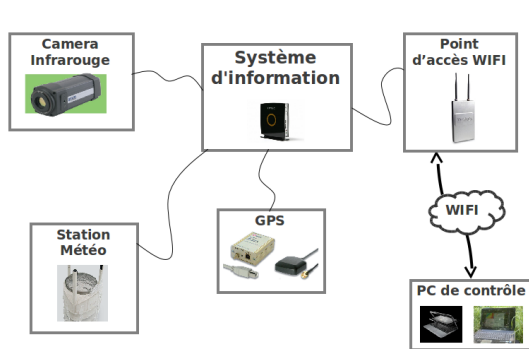 Camera
Infrarouge
Système
d'information
Point
d'accès WIFI
Station
Météo
GPS
WIFI
PC de contrôle